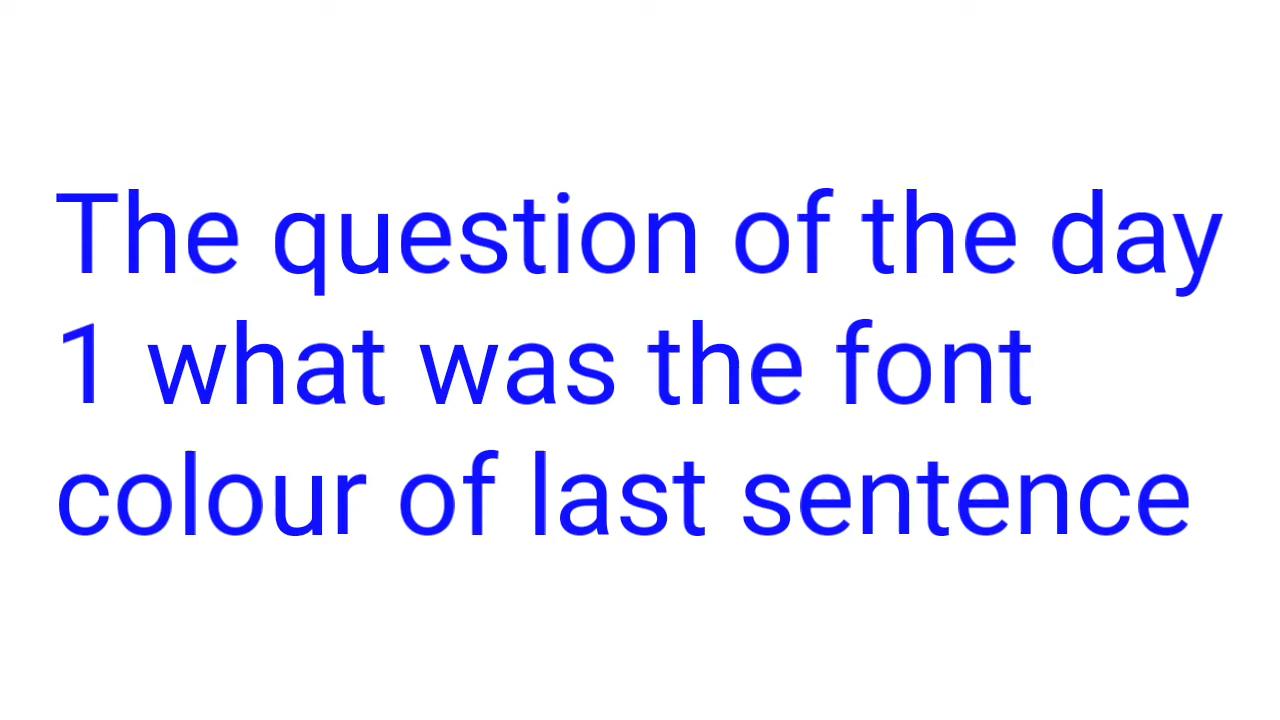 The question of the day
1 what was the font
colour of last sentence